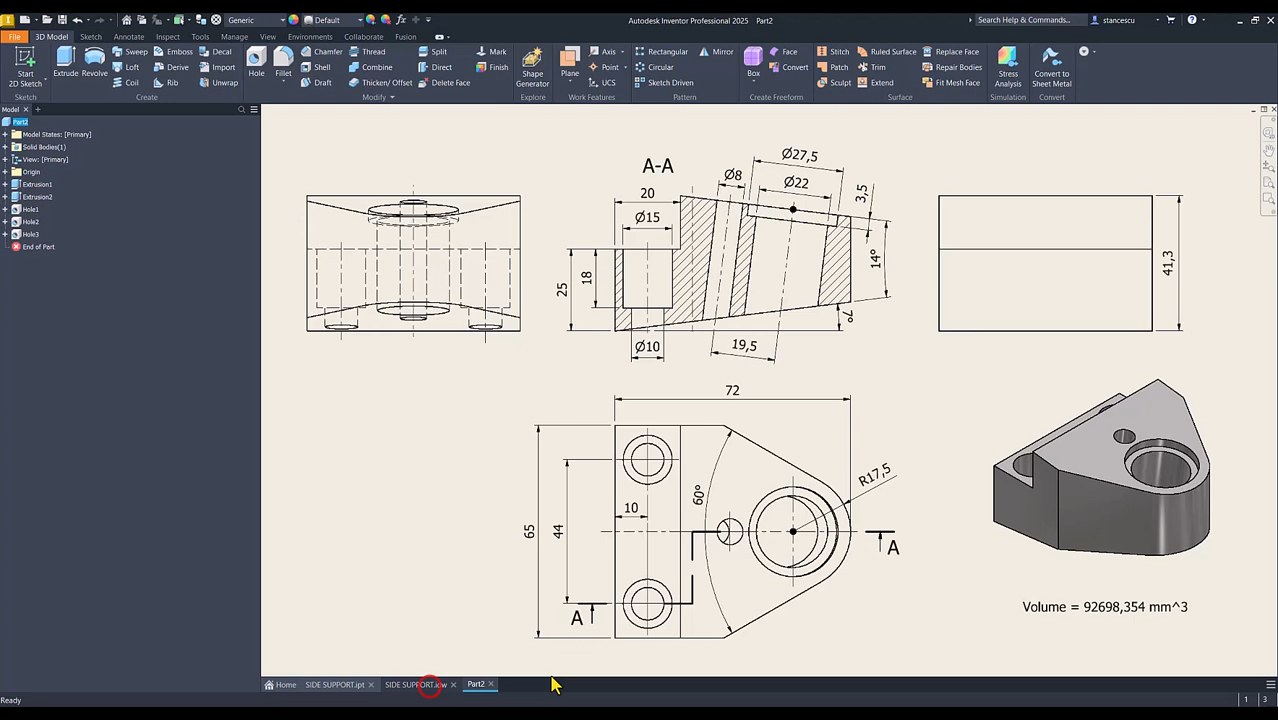 Generic
Default
Autodesk Inventor Professional 2025 Part2
Search Help & Commands...
stancescu
File 3D Model Sketch Annotate Inspect Tools Manage View Environments Collaborate Fusion
Start
2D Sketch
Sketch
Extrude
Revolve
Sweep
Loft
Coil
Emboss
Derive
Rib
Decal
Import
Unwrap
Create
Hole
Fillet
Chamfer
Shell
Draft
Thread
Combine
Thicken/ Offset
Split
Direct
Delete Face
Modify
Mark
Finish
Shape
Generator
Explore
Plane
Axis
Point
UCS
Work Features
Rectangular
Circular
Sketch Driven
Mirror
Pattern
Box
Face
Convert
Create Freeform
Stitch
Patch
Sculpt
Ruled Surface
Trim
Extend
Replace Face
Repair Bodies
Fit Mesh Face
Surface
Stress
Analysis
Simulation
Convert to
Sheet Metal
Convert
Model
Part2
Model States: [Primary]
Solid Bodies(1)
View: [Primary]
Origin
Extrusion1
Extrusion2
Hole1
Hole2
Hole3
End of Part
A-A
20
Ø15
Ø8
Ø27,5
Ø22
3,5
14°
7°
18
25
Ø10
19,5
41,3
72
65
44
10
60°
R17,5
A
A
Volume = 92698,354 mm^3
Home SIDE SUPPORT.ipt SIDE SUPPORT.idw Part2
Ready
1 3